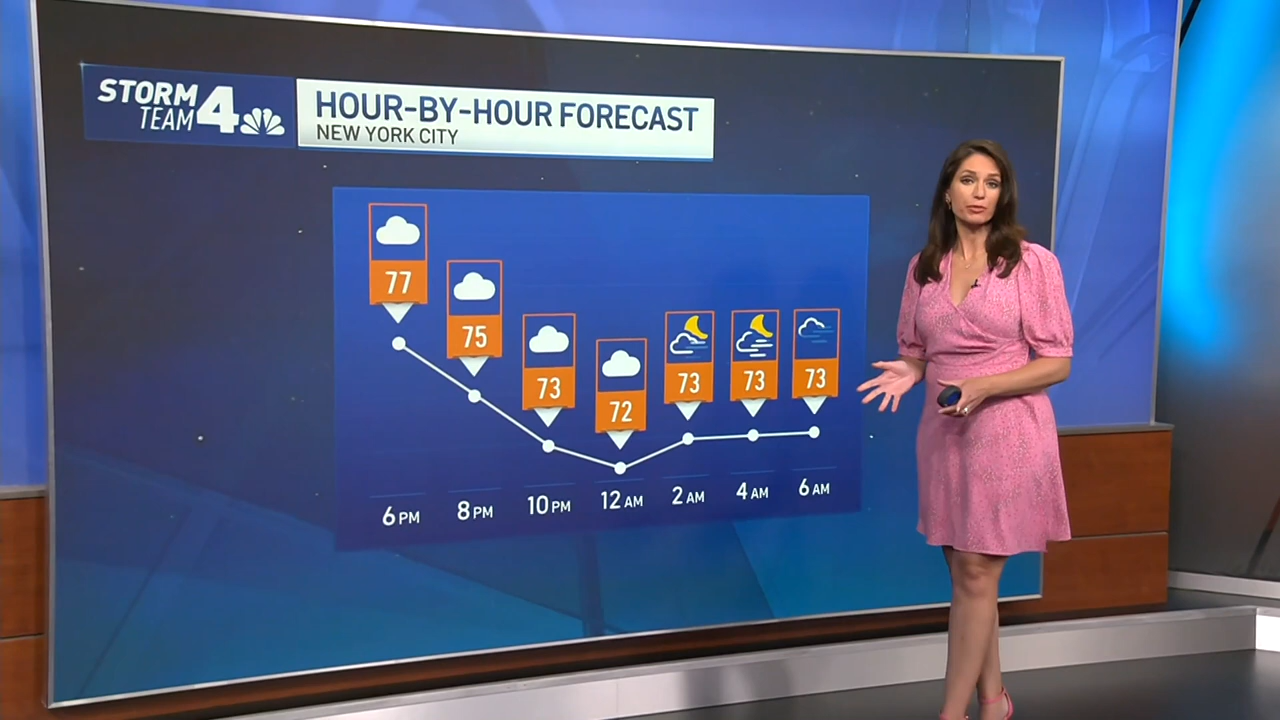 STORM
TEAM 4
HOUR-BY-HOUR FORECAST
NEW YORK CITY
77
75
73
72
73
73
73
6 PM
8 PM
10 PM
12 AM
2 AM
4 AM
6 AM